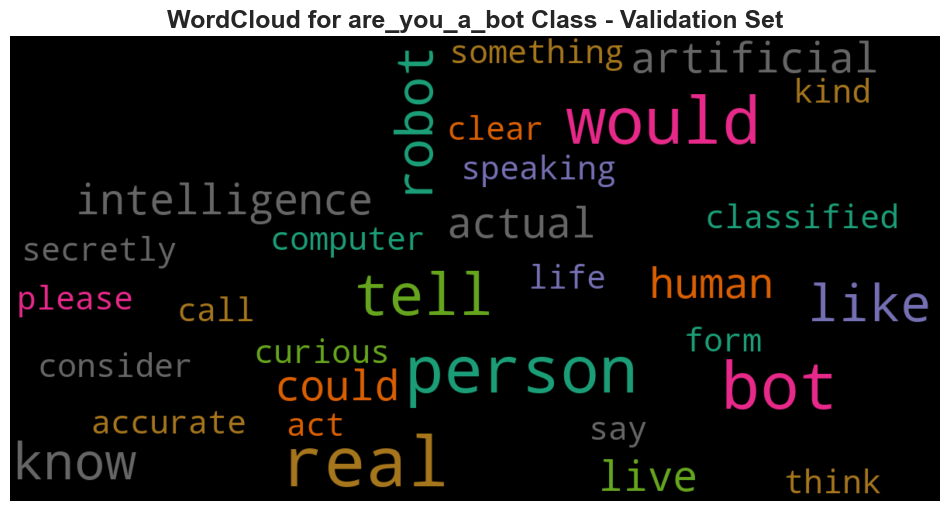 WordCloud for are_you_a_bot Class - Validation Set
something
artificial
robot
kind
would
clear
speaking
intelligence
actual
classified
secretly
computer
life
human
please
call
tell
like
consider
curious
form
could
person
bot
accurate
act
say
know
real
live
think